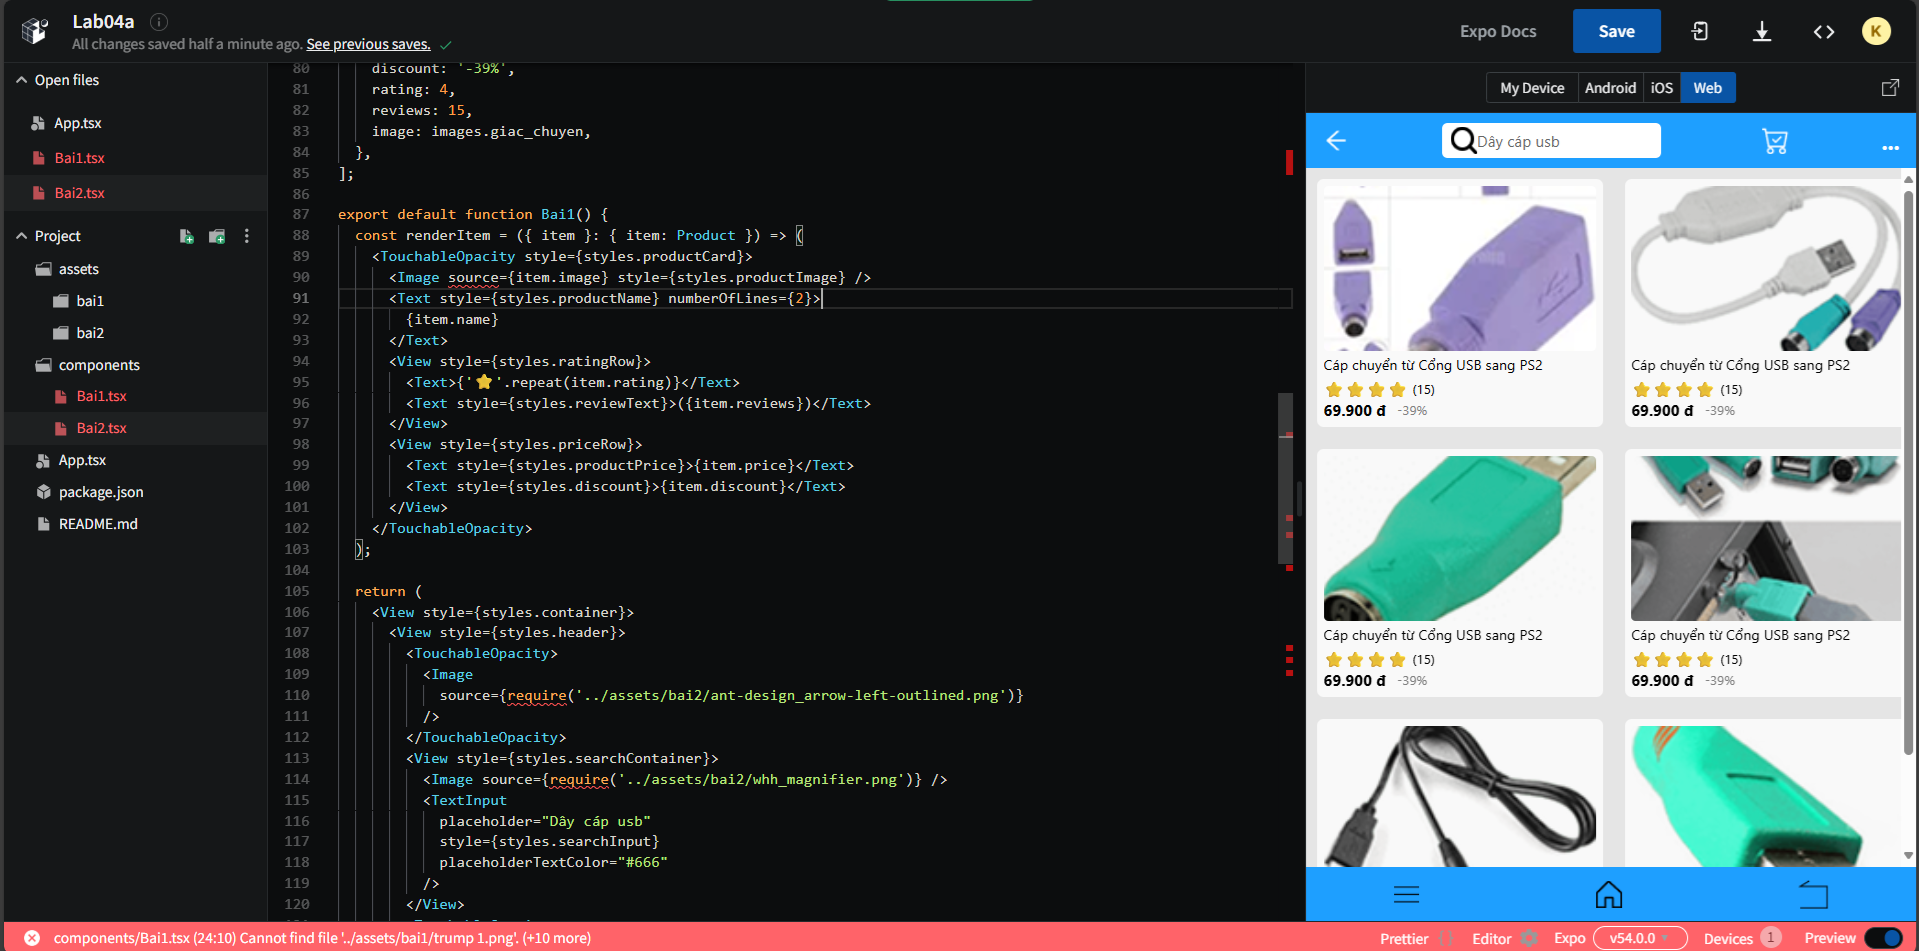 Lab04a
All changes saved half a minute ago. See previous saves.
Expo Docs
Save
K
Open files
App.tsx
Bai1.tsx
Bai2.tsx
Project
assets
bai1
bai2
components
Bai1.tsx
Bai2.tsx
App.tsx
package.json
README.md
80 discount: '-39%',
81 rating: 4,
82 reviews: 15,
83 image: images.giac_chuyen,
84 },
85 ];
86
87 export default function Bai1() {
88 const renderItem = ({ item }: { item: Product }) => (
89 <TouchableOpacity style={styles.productCard}>
90 <Image source={item.image} style={styles.productImage} />
91 <Text style={styles.productName} numberOfLines={2}>
92 {item.name}
93 </Text>
94 <View style={styles.ratingRow}>
95 <Text>{'⭐'.repeat(item.rating)}</Text>
96 <Text style={styles.reviewText}>({item.reviews})</Text>
97 </View>
98 <View style={styles.priceRow}>
99 <Text style={styles.productPrice}>{item.price}</Text>
100 <Text style={styles.discount}>{item.discount}</Text>
101 </View>
102 </TouchableOpacity>
103 );
104
105 return (
106 <View style={styles.container}>
107 <View style={styles.header}>
108 <TouchableOpacity>
109 <Image
110 source={require('../assets/bai2/ant-design_arrow-left-outlined.png')}
111 />
112 </TouchableOpacity>
113 <View style={styles.searchContainer}>
114 <Image source={require('../assets/bai2/whh_magnifier.png')} />
115 <TextInput
116 placeholder="Dây cáp usb"
117 style={styles.searchInput}
118 placeholderTextColor="#666"
119 />
120 </View>
My Device Android iOS Web
Dây cáp usb
...
Cáp chuyển từ Cổng USB sang PS2
(15)
69.900 đ -39%
Cáp chuyển từ Cổng USB sang PS2
(15)
69.900 đ -39%
Cáp chuyển từ Cổng USB sang PS2
(15)
69.900 đ -39%
Cáp chuyển từ Cổng USB sang PS2
(15)
69.900 đ -39%
components/Bai1.tsx (24:10) Cannot find file '../assets/bai1/trump 1.png'. (+10 more)
Prettier Editor Expo v54.0.0 Devices 1 Preview